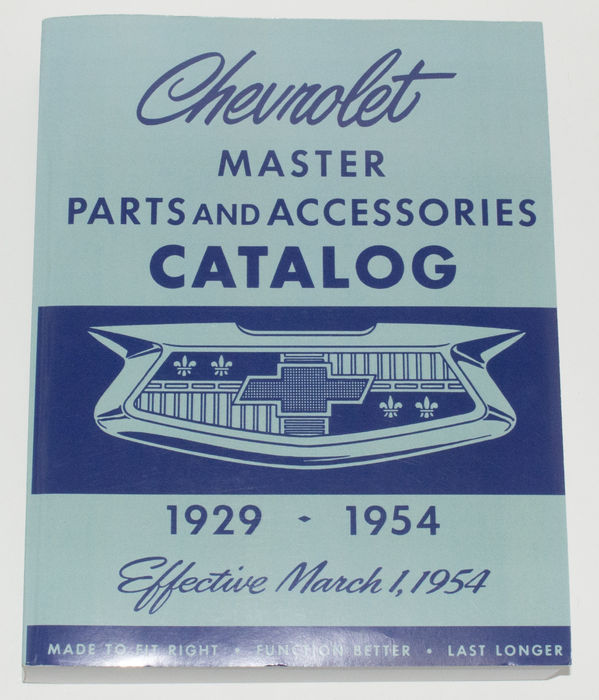 Chevrolet
MASTER
PARTS AND ACCESSORIES
CATALOG
1929 - 1954
Effective March 1, 1954
MADE TO FIT RIGHT • FUNCTION BETTER • LAST LONGER